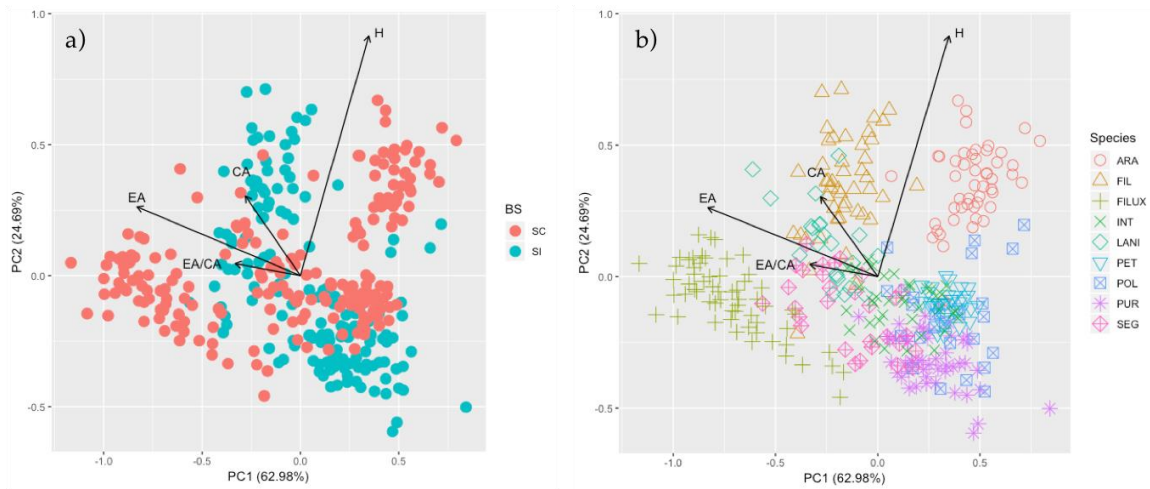 a)
1.0
0.5
0.0
-0.5
PC2 (24.69%)
H
CA
EA
EA/CA
-1.0
-0.5
0.0
0.5
PC1 (62.98%)
BS
SC
SI
b)
1.0
0.5
0.0
-0.5
PC2 (24.69%)
H
CA
EA
EA/CA
-1.0
-0.5
0.0
0.5
PC1 (62.98%)
Species
ARA
FIL
FILUX
INT
LANI
PET
POL
PUR
SEG